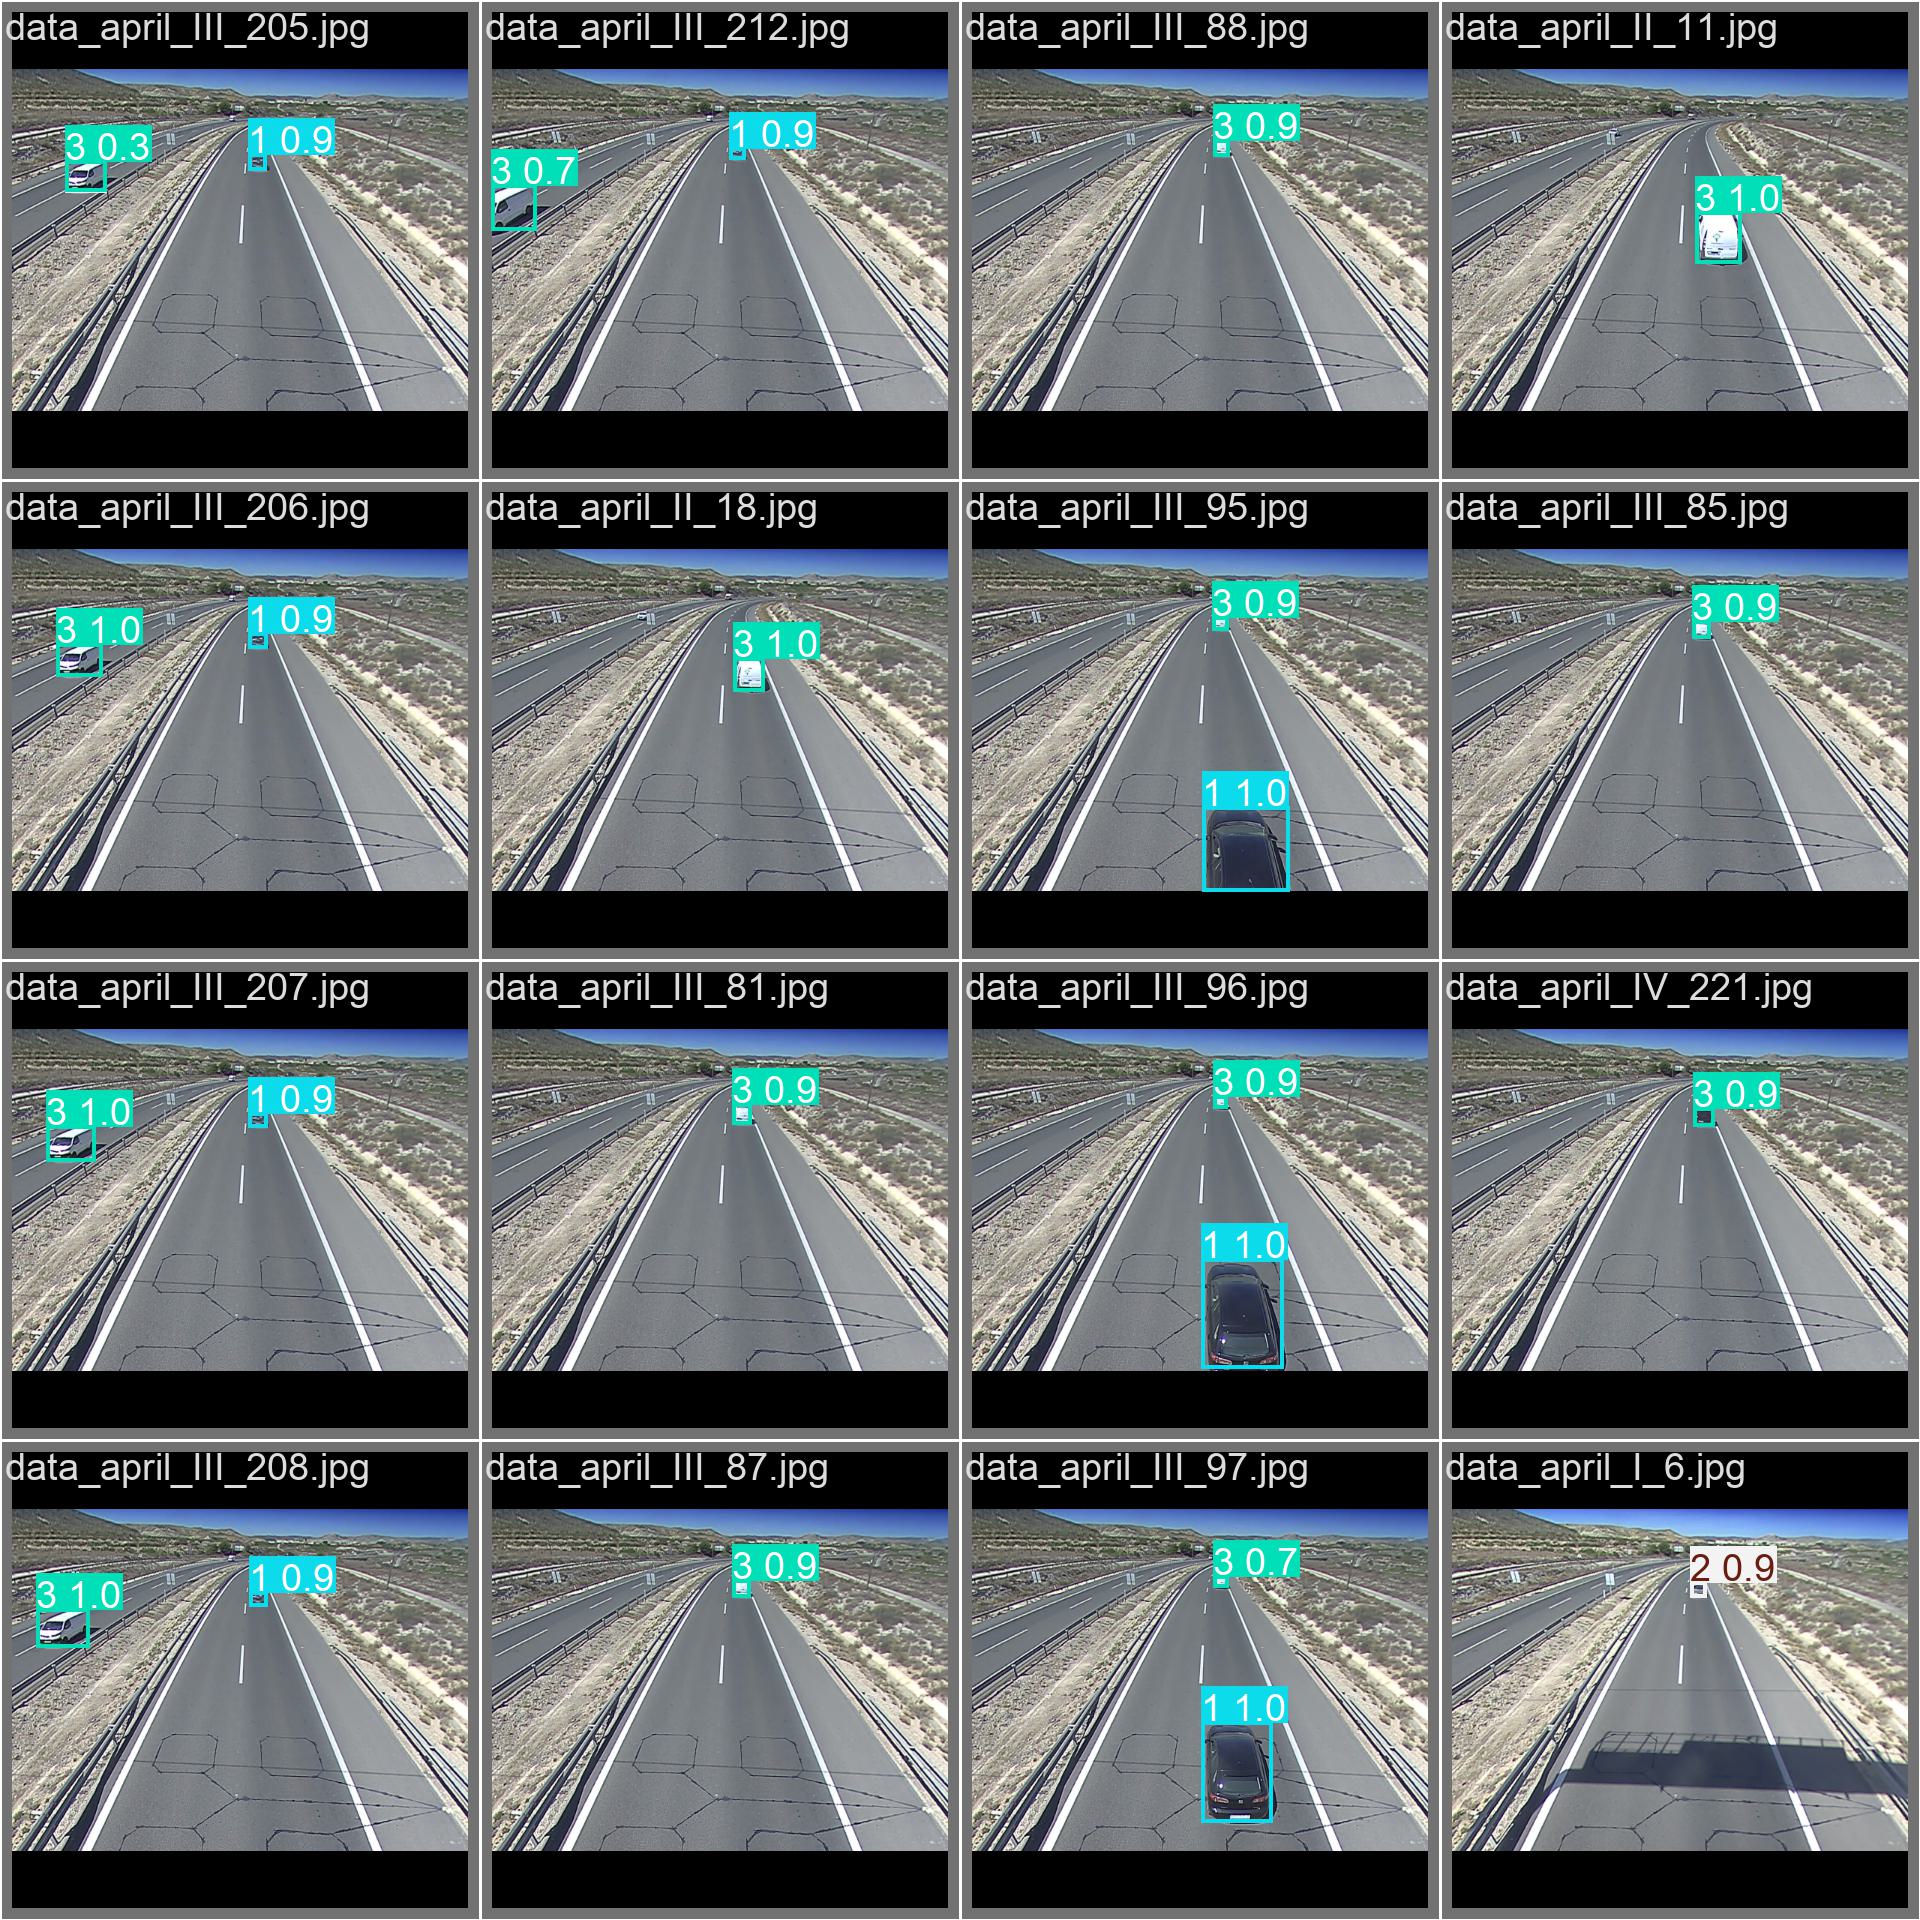 data_april_III_205.jpg
3 0.3
1 0.9
data_april_III_212.jpg
3 0.7
1 0.9
data_april_III_88.jpg
3 0.9
data_april_II_11.jpg
3 1.0
data_april_III_206.jpg
3 1.0
1 0.9
data_april_II_18.jpg
3 1.0
data_april_III_95.jpg
3 0.9
1 1.0
data_april_III_85.jpg
3 0.9
data_april_III_207.jpg
3 1.0
1 0.9
data_april_III_81.jpg
3 0.9
data_april_III_96.jpg
3 0.9
1 1.0
data_april_IV_221.jpg
3 0.9
data_april_III_208.jpg
3 1.0
1 0.9
data_april_III_87.jpg
3 0.9
data_april_III_97.jpg
3 0.7
1 1.0
data_april_I_6.jpg
2 0.9